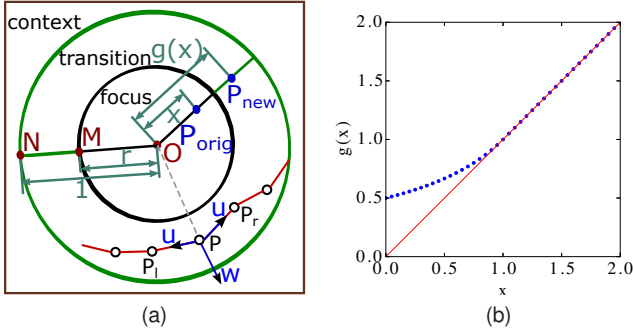 context
g(x)
transition
focus
P_new
x
P_orig
N
M
O
r
1
u
u
P_r
P
P_l
w
(a)
2.0
1.5
1.0
0.5
0.0
g(x)
0.0 0.5 1.0 1.5 2.0
x
(b)